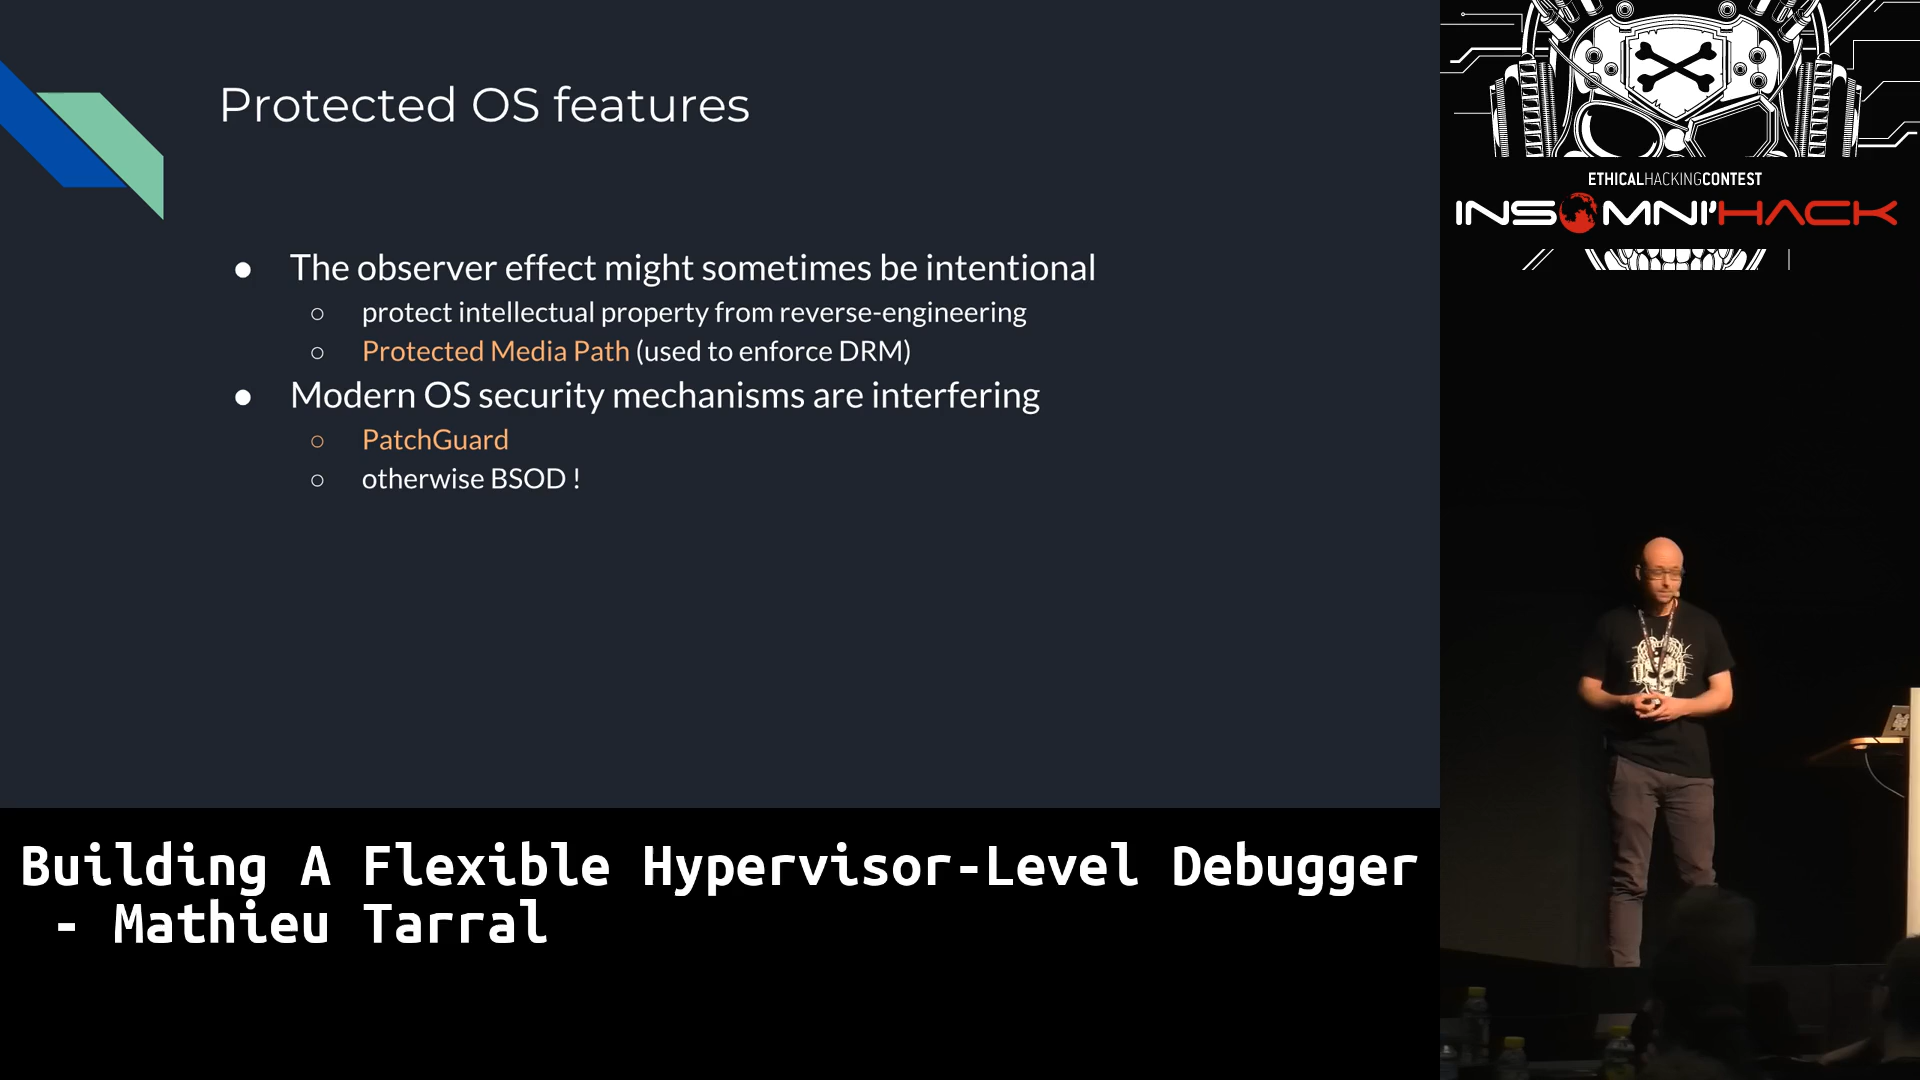 Protected OS features
● The observer effect might sometimes be intentional
○ protect intellectual property from reverse-engineering
○ Protected Media Path (used to enforce DRM)
● Modern OS security mechanisms are interfering
○ PatchGuard
○ otherwise BSOD !
ETHICALHACKINGCONTEST
INSOMNI'HACK
Building A Flexible Hypervisor-Level Debugger
- Mathieu Tarral